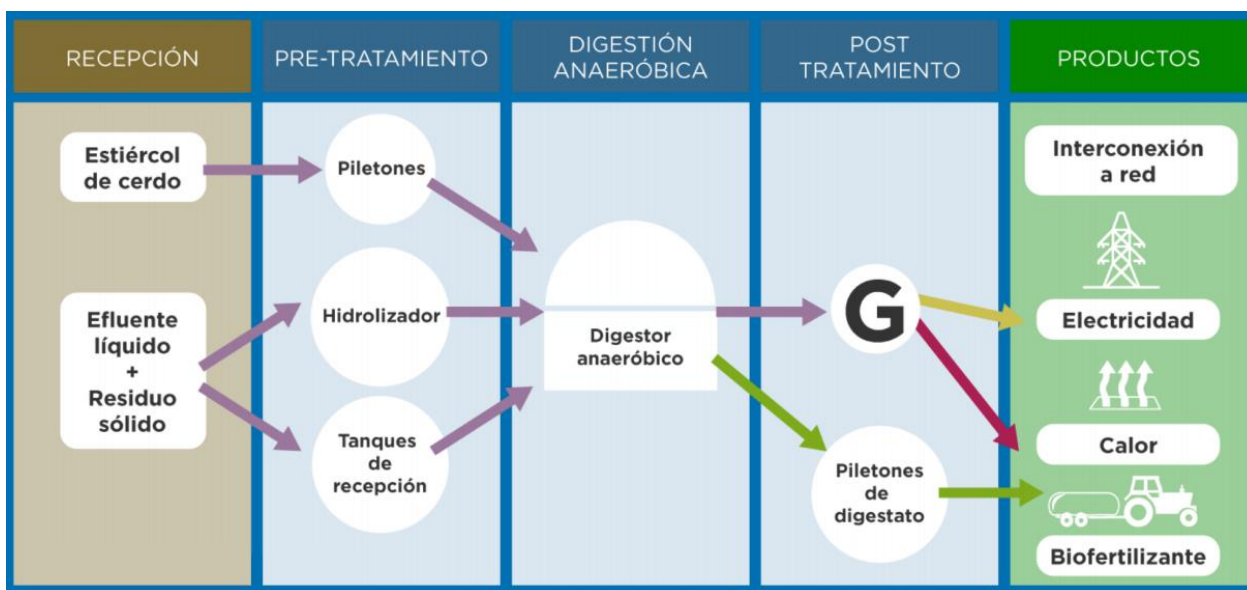 RECEPCIÓN
PRE-TRATAMIENTO
DIGESTIÓN
ANAERÓBICA
POST
TRATAMIENTO
PRODUCTOS
Estiércol
de cerdo
Efluente
líquido
+
Residuo
sólido
Piletones
Hidrolizador
Tanques
de
recepción
Digestor
anaeróbico
G
Piletones
de
digestato
Interconexión
a red
Electricidad
Calor
Biofertilizante